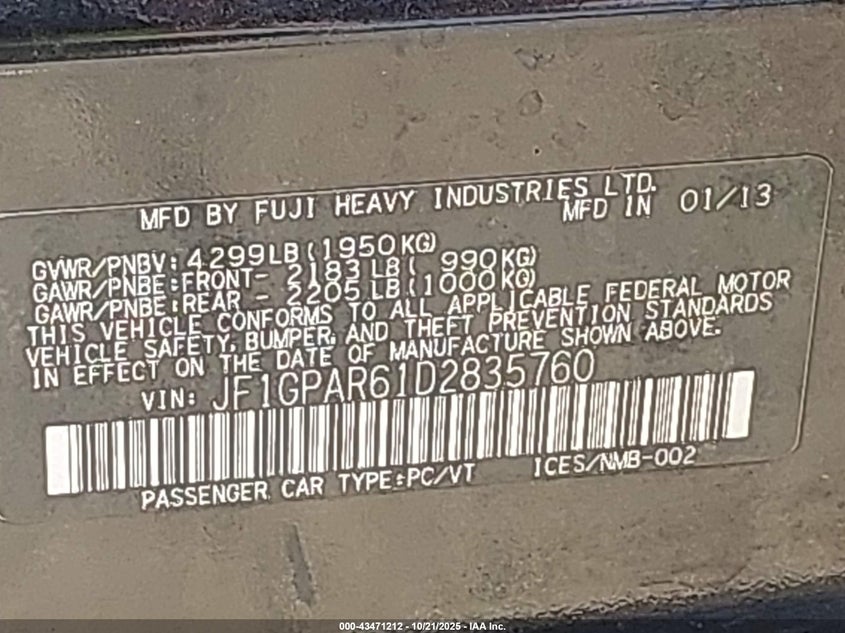 MFD BY FUJI HEAVY INDUSTRIES LTD.
MFD IN 01/13
GVWR/PNBV: 4299LB (1950KG)
GAWR/PNBE:FRONT- 2183 LB( 990KG)
GAWR/PNBE:REAR - 2205 LB(1000KG)
THIS VEHICLE CONFORMS TO ALL APPLICABLE FEDERAL MOTOR
VEHICLE SAFETY, BUMPER, AND THEFT PREVENTION STANDARDS
IN EFFECT ON THE DATE OF MANUFACTURE SHOWN ABOVE.
VIN: JF1GPAR61D2835760
PASSENGER CAR TYPE:PC/VT ICES/NMB-002
000-43471212 - 10/21/2025 - IAA Inc.